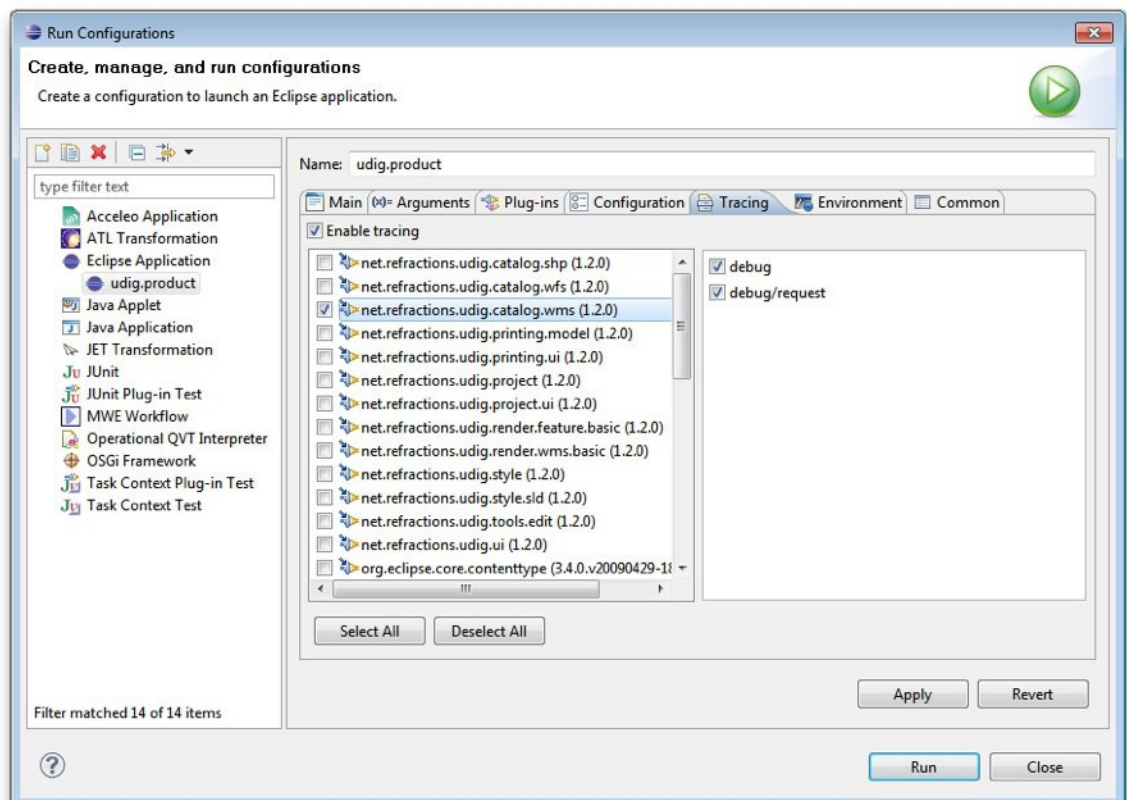 Run Configurations
Create, manage, and run configurations
Create a configuration to launch an Eclipse application.
type filter text
Acceleo Application
ATL Transformation
Eclipse Application
udig.product
Java Applet
Java Application
JET Transformation
Ju JUnit
JUnit Plug-in Test
MWE Workflow
Operational QVT Interpreter
OSGi Framework
Task Context Plug-in Test
Task Context Test
Filter matched 14 of 14 items
Name: udig.product
Main (x)= Arguments Plug-ins Configuration Tracing Environment Common
Enable tracing
net.refractions.udig.catalog.shp (1.2.0)
net.refractions.udig.catalog.wfs (1.2.0)
net.refractions.udig.catalog.wms (1.2.0)
net.refractions.udig.printing.model (1.2.0)
net.refractions.udig.printing.ui (1.2.0)
net.refractions.udig.project (1.2.0)
net.refractions.udig.project.ui (1.2.0)
net.refractions.udig.render.feature.basic (1.2.0)
net.refractions.udig.render.wms.basic (1.2.0)
net.refractions.udig.style (1.2.0)
net.refractions.udig.style.sld (1.2.0)
net.refractions.udig.tools.edit (1.2.0)
net.refractions.udig.ui (1.2.0)
org.eclipse.core.contenttype (3.4.0.v20090429-18
debug
debug/request
Select All Deselect All
Apply Revert
? Run Close